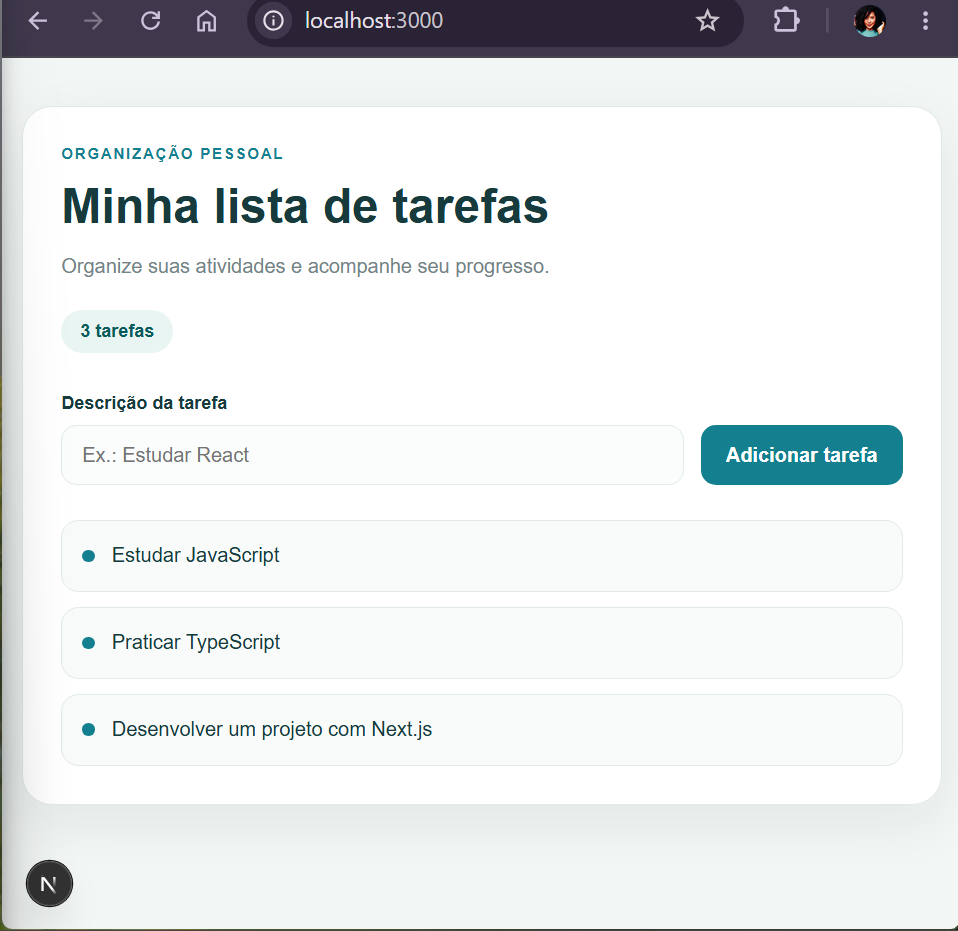 localhost:3000
ORGANIZAÇÃO PESSOAL
Minha lista de tarefas
Organize suas atividades e acompanhe seu progresso.
3 tarefas
Descrição da tarefa
Ex.: Estudar React
Adicionar tarefa
Estudar JavaScript
Praticar TypeScript
Desenvolver um projeto com Next.js
N